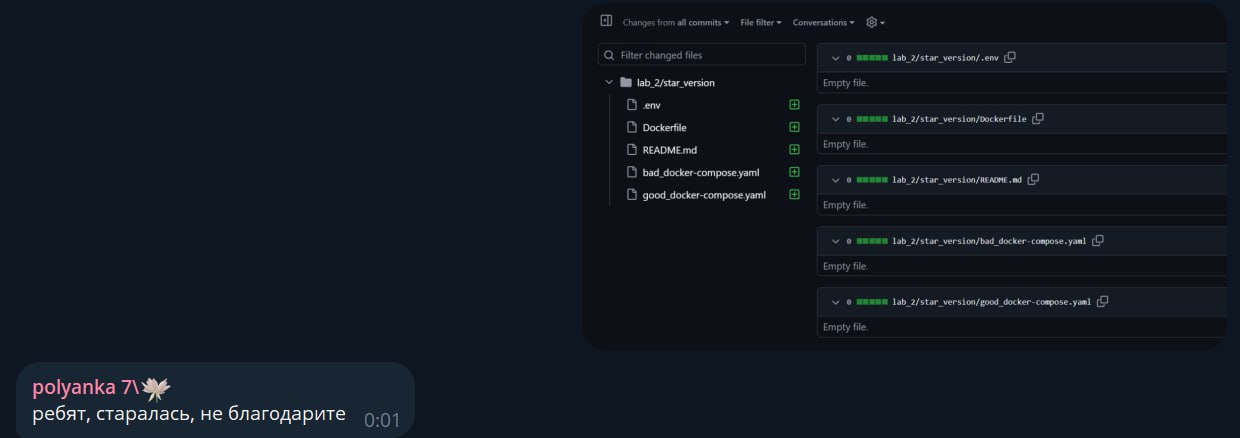 Changes from all commits File filter Conversations
Filter changed files
lab_2/star_version
.env
Dockerfile
README.md
bad_docker-compose.yaml
good_docker-compose.yaml
0 lab_2/star_version/.env
Empty file.
0 lab_2/star_version/Dockerfile
Empty file.
0 lab_2/star_version/README.md
Empty file.
0 lab_2/star_version/bad_docker-compose.yaml
Empty file.
0 lab_2/star_version/good_docker-compose.yaml
Empty file.
polyanka 7\
ребят, старалась, не благодарите 0:01